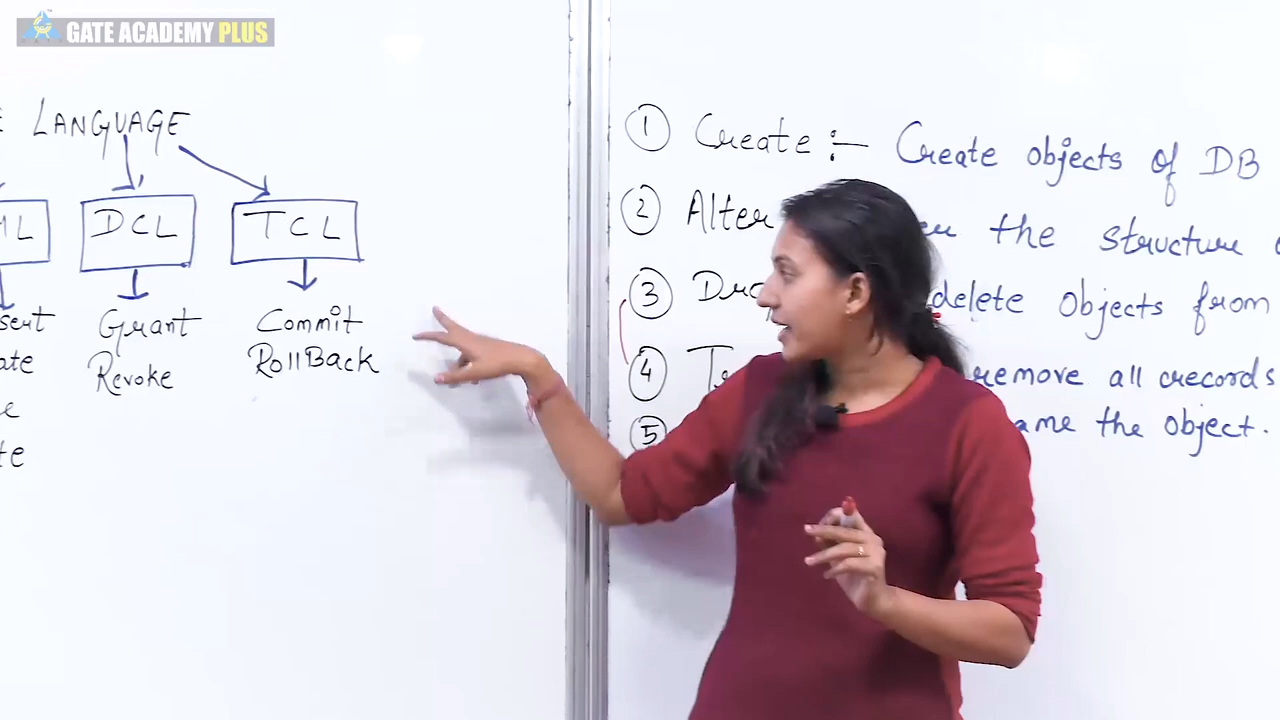 GATE ACADEMY PLUS
LANGUAGE
DCL
TCL
Grant
Revoke
Commit
RollBack
① Create :- Create objects of DB
② Alter the structure
③ delete Objects from
④ remove all records
⑤ the object.